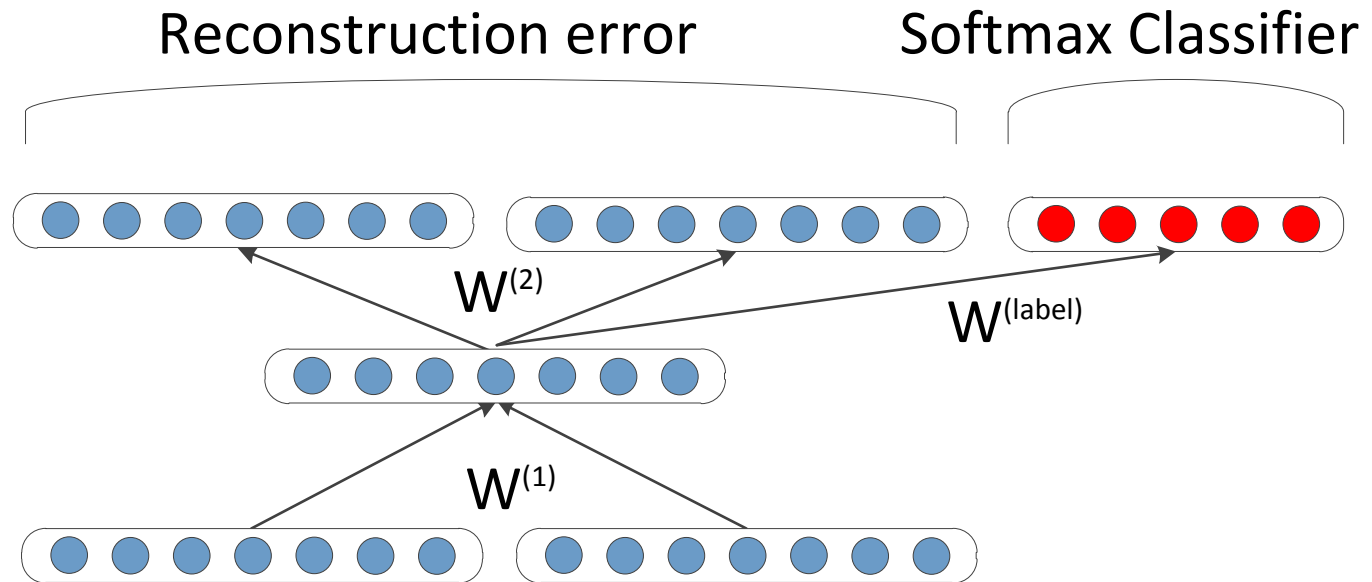 Reconstruction error
Softmax Classifier
W(2)
W(label)
W(1)